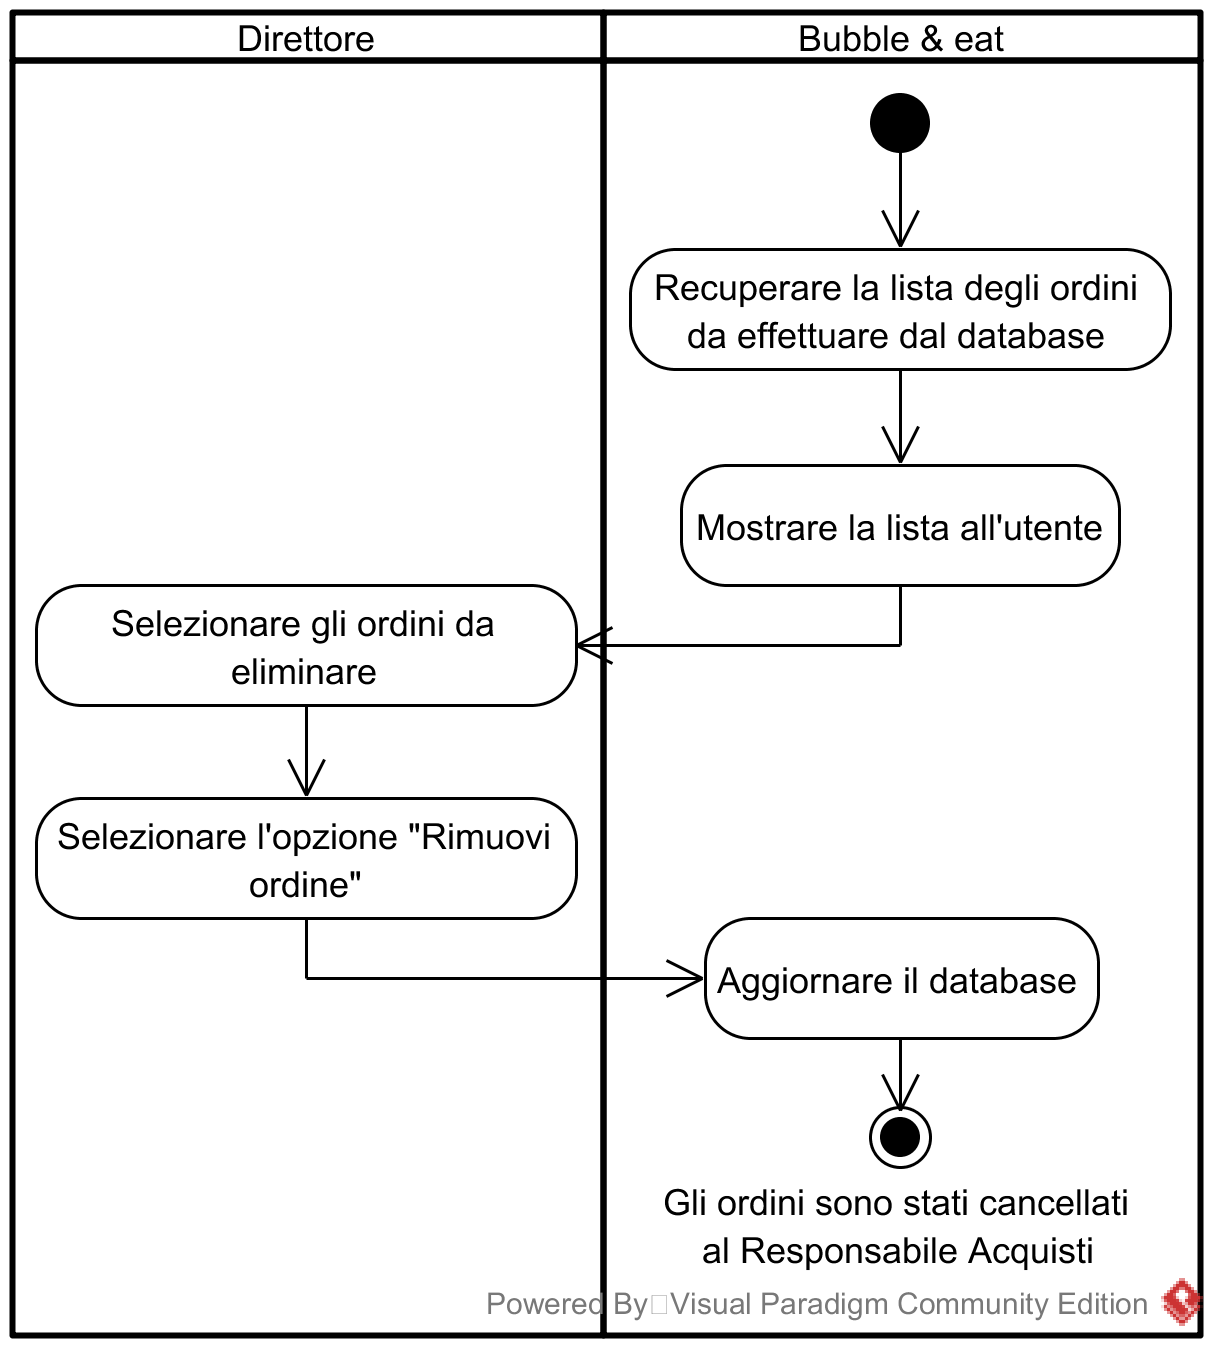 Direttore
Bubble & eat
Recuperare la lista degli ordini
da effettuare dal database
Mostrare la lista all'utente
Selezionare gli ordini da
eliminare
Selezionare l'opzione "Rimuovi
ordine"
Aggiornare il database
Gli ordini sono stati cancellati
al Responsabile Acquisti
Powered By Visual Paradigm Community Edition